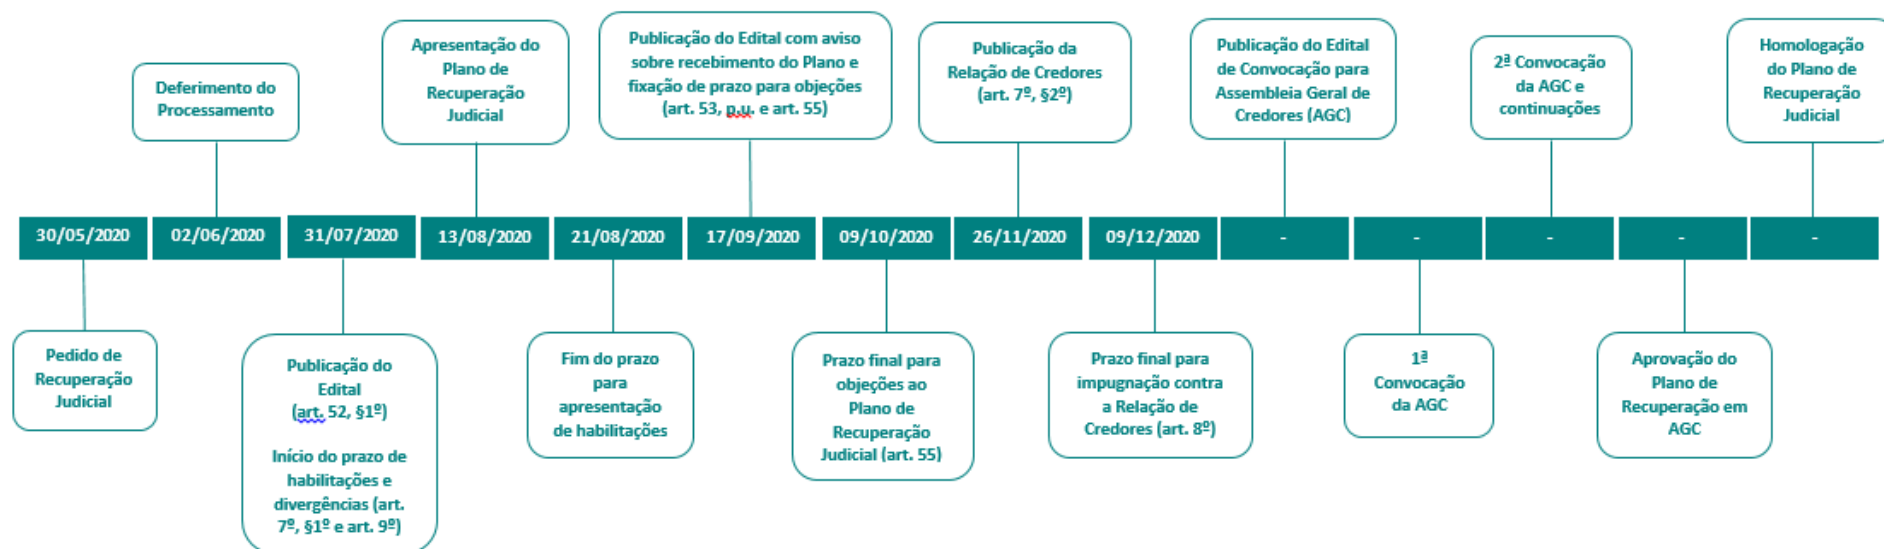 Deferimento do
Processamento
Apresentação do
Plano de
Recuperação
Judicial
Publicação do Edital com aviso
sobre recebimento do Plano e
fixação de prazo para objeções
(art. 53, p.u. e art. 55)
Publicação da
Relação de Credores
(art. 7º, §2º)
Publicação do Edital
de Convocação para
Assembleia Geral de
Credores (AGC)
2ª Convocação
da AGC e
continuações
Homologação
do Plano de
Recuperação
Judicial
30/05/2020
02/06/2020
31/07/2020
13/08/2020
21/08/2020
17/09/2020
09/10/2020
26/11/2020
09/12/2020
-
-
-
-
-
Pedido de
Recuperação
Judicial
Publicação do
Edital
(art. 52, §1º)
Início do prazo de
habilitações e
divergências (art.
7º, §1º e art. 9º)
Fim do prazo
para
apresentação
de habilitações
Prazo final para
objeções ao
Plano de
Recuperação
Judicial (art. 55)
Prazo final para
impugnação contra
a Relação de
Credores (art. 8º)
1ª
Convocação
da AGC
Aprovação do
Plano de
Recuperação em
AGC